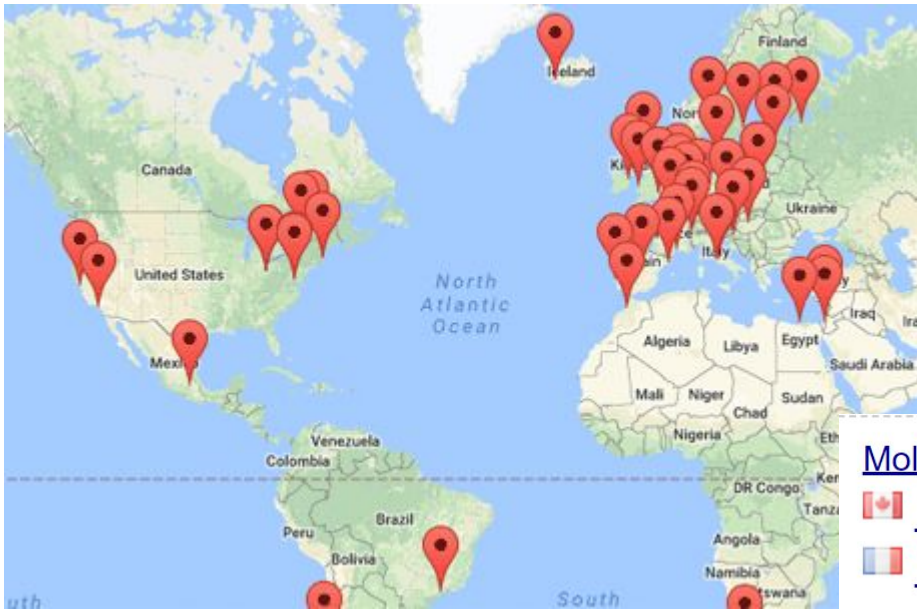 Finland
Iceland
Canada
Ukraine
United States
North
Atlantic
Ocean
Italy
Iraq
Algeria
Libya
Egypt
Saudi Arabia
Mexico
Mali
Niger
Chad
Sudan
Nigeria
Venezuela
Colombia
DR Congo
Peru
Brazil
Angola
Bolivia
Namibia
South